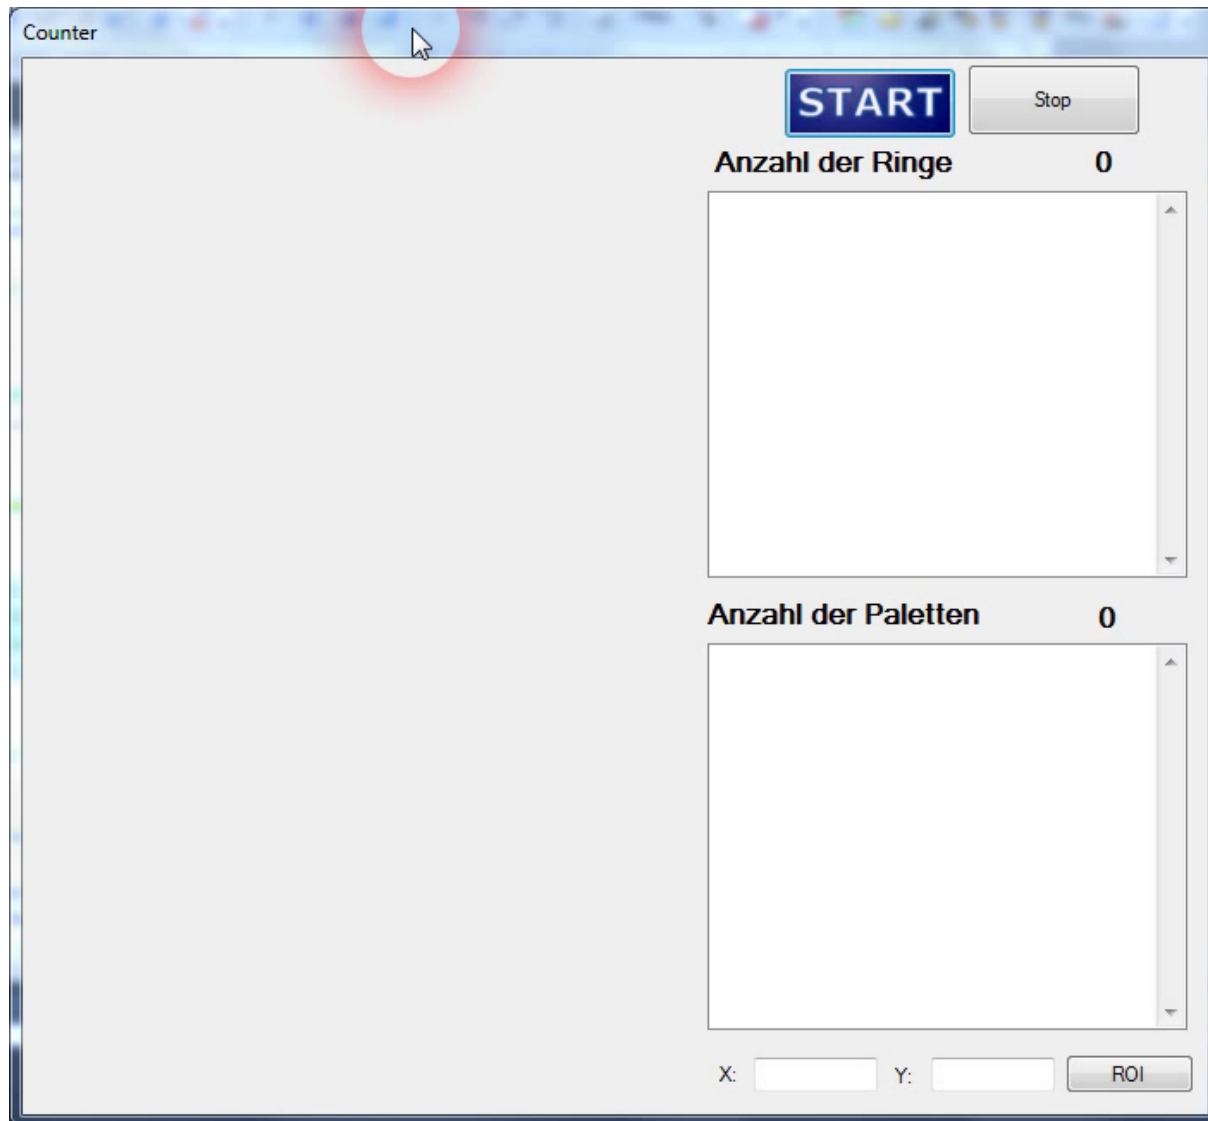 Counter
START Stop
Anzahl der Ringe 0
Anzahl der Paletten 0
X: Y: ROI